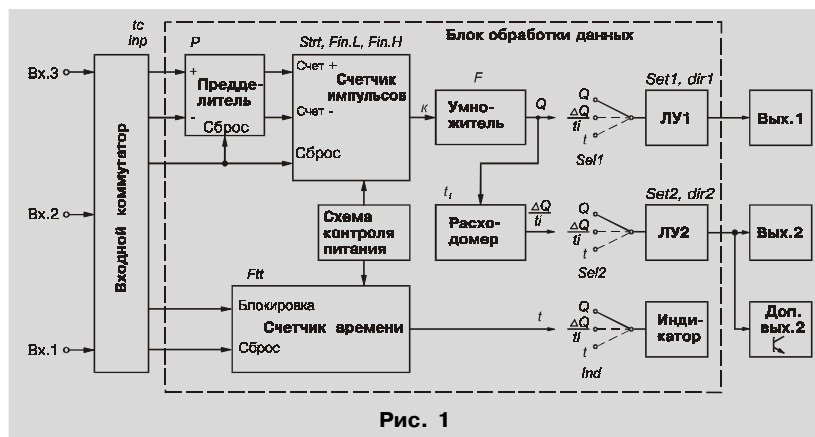 tc
inp
P
Strt, Fin.L, Fin.H
Блок обработки данных
Вх.3
Вх.2
Вх.1
Входной коммутатор
+
-
Предде-
литель
Сброс
Счет +
Счетчик
импульсов
Счет -
Сброс
K
F
Умно-
житель
Q
Q
ΔQ
ti
t
Sel1
Set1, dir1
ЛУ1
Вых.1
ti
Расхо-
домер
ΔQ
ti
Q
ΔQ
ti
t
Sel2
Set2, dir2
ЛУ2
Вых.2
Схема
контроля
питания
Ftt
Блокировка
Счетчик аремени
Сброс
t
Q
ΔQ
ti
t
Ind
Инди-
катор
Доп.
вых.2
Рис. 1